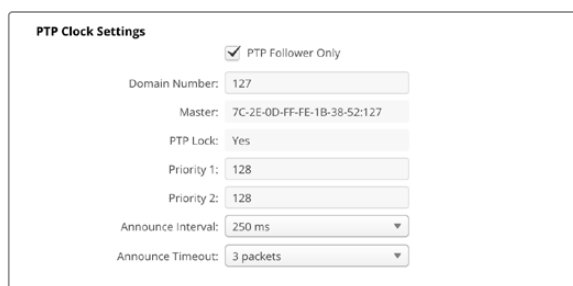 PTP Clock Settings
PTP Follower Only
Domain Number: 127
Master: 7C-2E-0D-FF-FE-1B-38-52:127
PTP Lock: Yes
Priority 1: 128
Priority 2: 128
Announce Interval: 250 ms
Announce Timeout: 3 packets